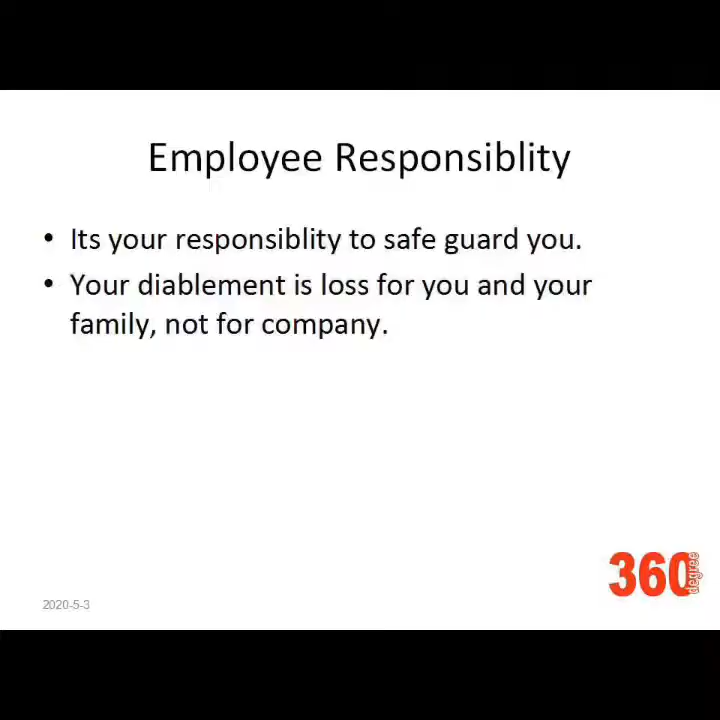 Employee Responsiblity
• Its your responsiblity to safe guard you.
• Your diablement is loss for you and your
family, not for company.
360
degree
2020-5-3